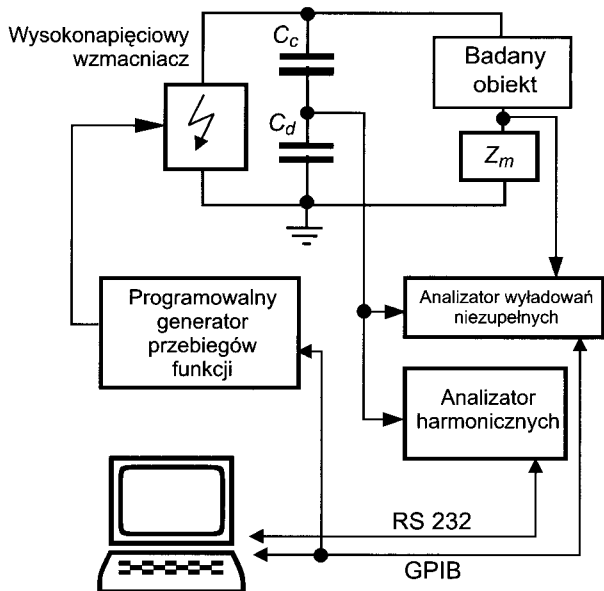 Wysokonapięciowy
wzmacniacz
C_c
Badany
obiekt
C_d
Z_m
Programowalny
generator
przebiegów
funkcji
Analizator wyładowań
niezupełnych
Analizator
harmonicznych
RS 232
GPIB